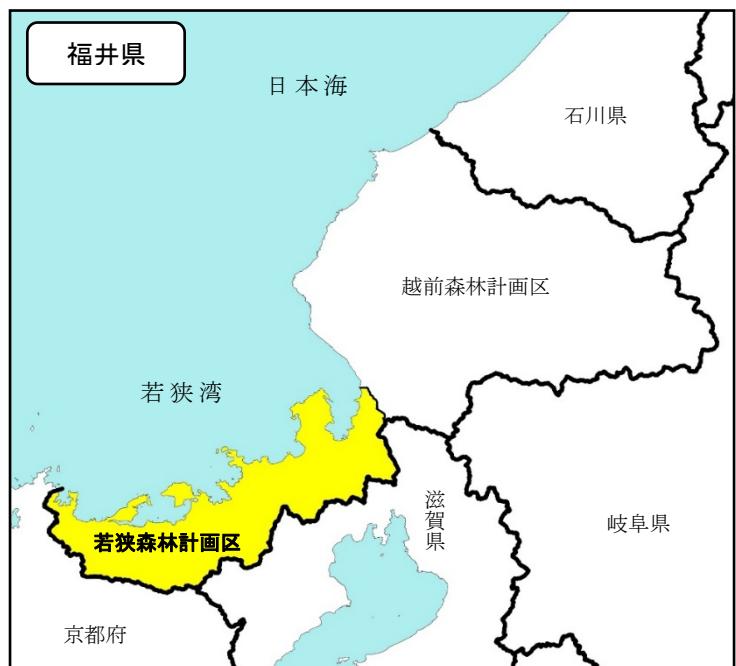 福井県
日本海
石川県
越前森林計画区
若狭湾
滋賀県
岐阜県
若狭森林計画区
京都府